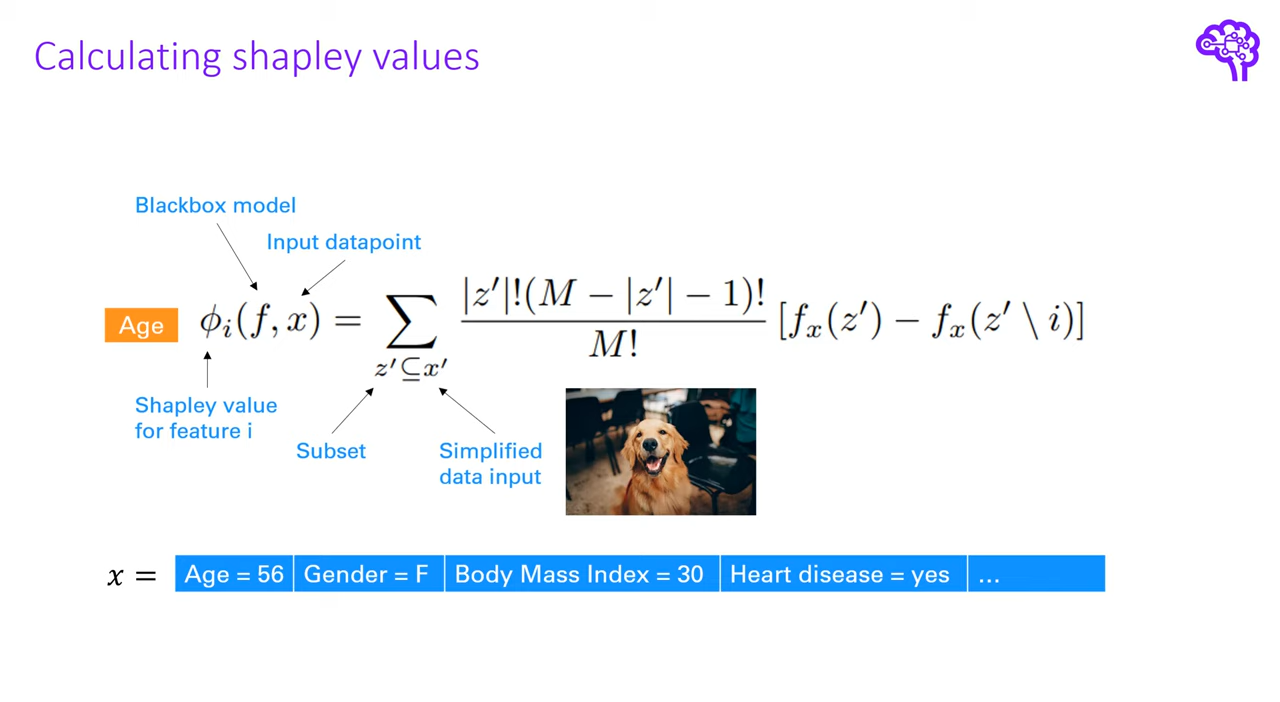 Calculating shapley values
Blackbox model
Input datapoint
Age
ϕᵢ(f, x) = ∑_{z′⊆x′} |z′|!(M − |z′| − 1)! / M! [fₓ(z′) − fₓ(z′ \ i)]
Shapley value
for feature i
Subset
Simplified
data input
x = Age = 56 Gender = F Body Mass Index = 30 Heart disease = yes ...